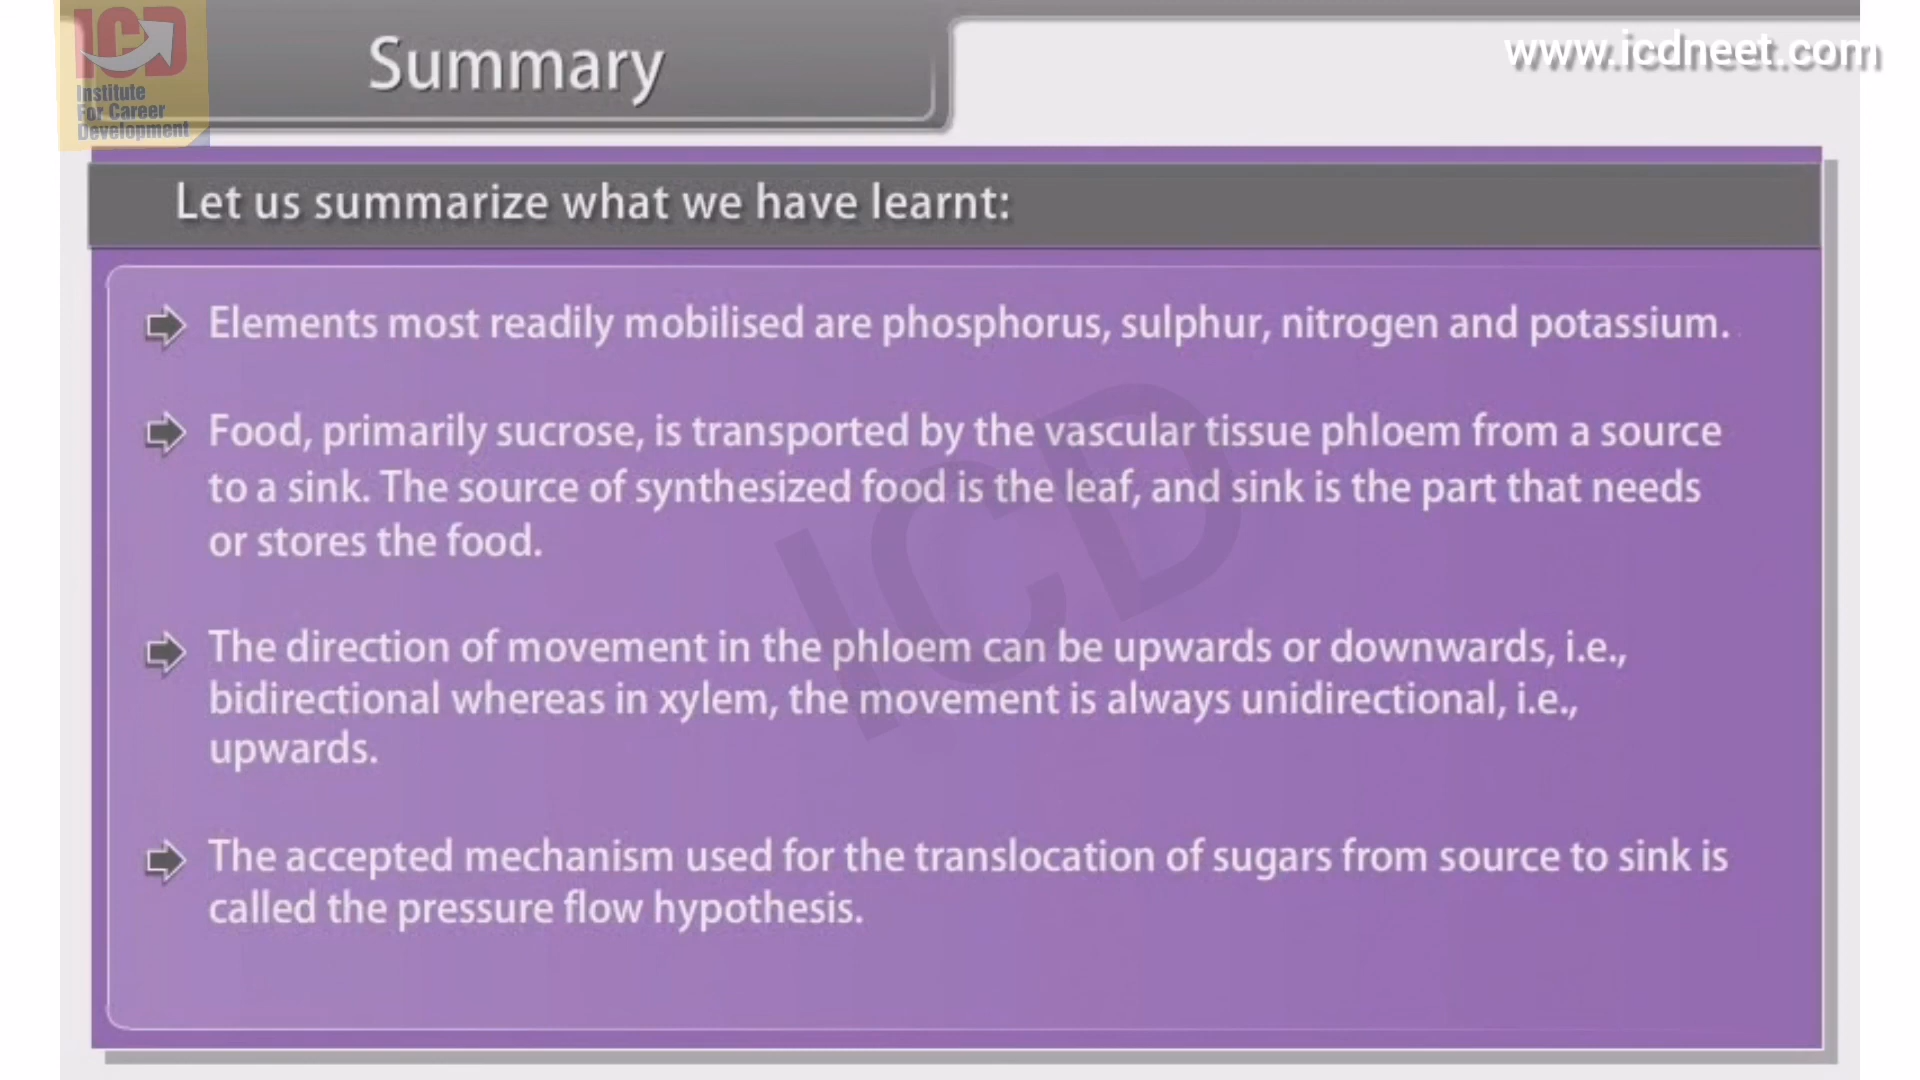 ICD
Institute
For Career
Development
Summary
www.icdneet.com
Let us summarize what we have learnt:
Elements most readily mobilised are phosphorus, sulphur, nitrogen and potassium.
Food, primarily sucrose, is transported by the vascular tissue phloem from a source
to a sink. The source of synthesized food is the leaf, and sink is the part that needs
or stores the food.
The direction of movement in the phloem can be upwards or downwards, i.e.,
bidirectional whereas in xylem, the movement is always unidirectional, i.e.,
upwards.
The accepted mechanism used for the translocation of sugars from source to sink is
called the pressure flow hypothesis.
ICD